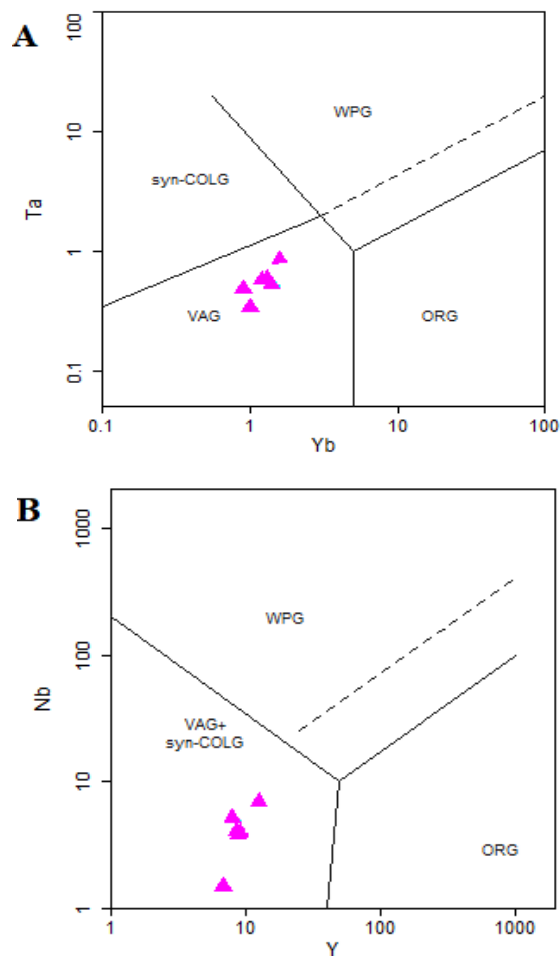 A
100
10
1
0.1
Ta
WPG
syn-COLG
VAG
ORG
0.1
1
10
100
Yb
B
1000
100
10
1
Nb
WPG
VAG+
syn-COLG
ORG
1
10
100
1000
Y